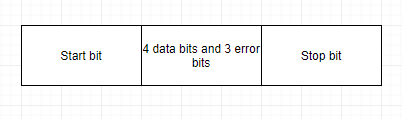 Start bit
4 data bits and 3 error
bits
Stop bit